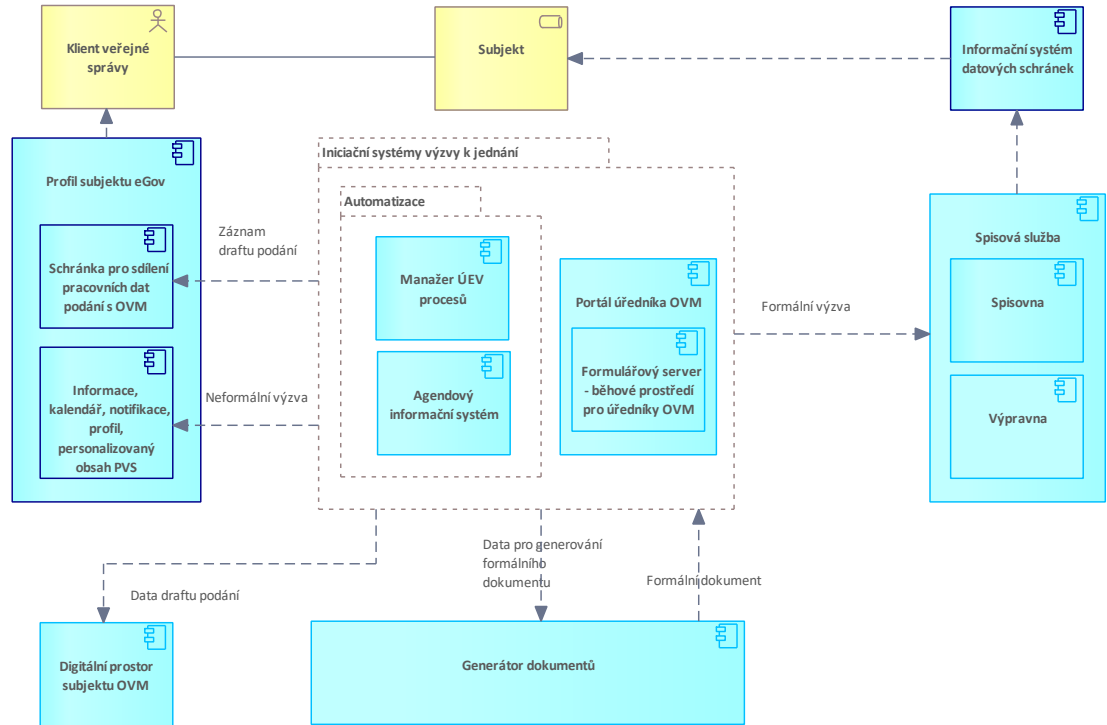 Klient veřejné
správy
Subjekt
Informační systém
datových schránek
Profil subjektu eGov
Schránka pro sdílení
pracovních dat
podání s OVM
Informace,
kalendář, notifikace,
profil,
personalizovaný
obsah PVS
Záznam
draftu podání
Neformální výzva
Iniciační systémy výzvy k jednání
Automatizace
Manažer ÚEV
procesů
Agendový
informační systém
Portál úředníka OVM
Formulářový server
- běhové prostředí
pro úředníky OVM
Formální výzva
Spisová služba
Spisovna
Výpravna
Data draftu podání
Data pro generování
formálního
dokumentu
Formální dokument
Digitální prostor
subjektu OVM
Generátor dokumentů